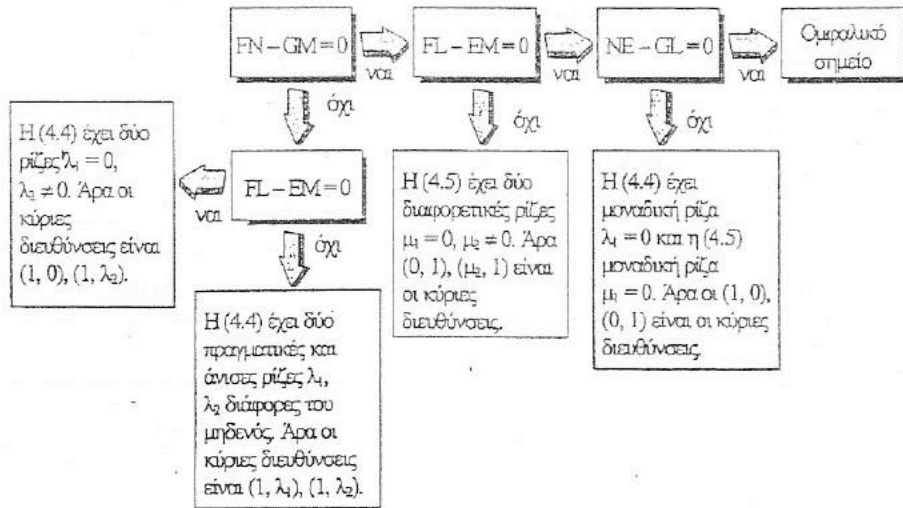 FN – GM = 0
ναι
FL – EM = 0
ναι
NE – GL = 0
ναι
Ομφαλικό
σημείο
όχι
όχι
όχι
Η (4.4) έχει δύο
ρίζες λ₁ = 0,
λ₂ ≠ 0. Άρα οι
κύριες
διευθύνσεις είναι
(1, 0), (1, λ₂).
ναι
FL – EM = 0
όχι
Η (4.5) έχει δύο
διαφορετικές ρίζες
μ₁ = 0, μ₂ ≠ 0. Άρα
(0, 1), (μ₂, 1) είναι
οι κύριες
διευθύνσεις.
Η (4.4) έχει
μοναδική ρίζα
λ₁ = 0 και η (4.5)
μοναδική ρίζα
μ₁ = 0. Άρα οι (1, 0),
(0, 1) είναι οι κύριες
διευθύνσεις.
Η (4.4) έχει δύο
πραγματικές και
άνισες ρίζες λ₁,
λ₂ διάφορες του
μηδενός. Άρα οι
κύριες διευθύνσεις
είναι (1, λ₁), (1, λ₂).